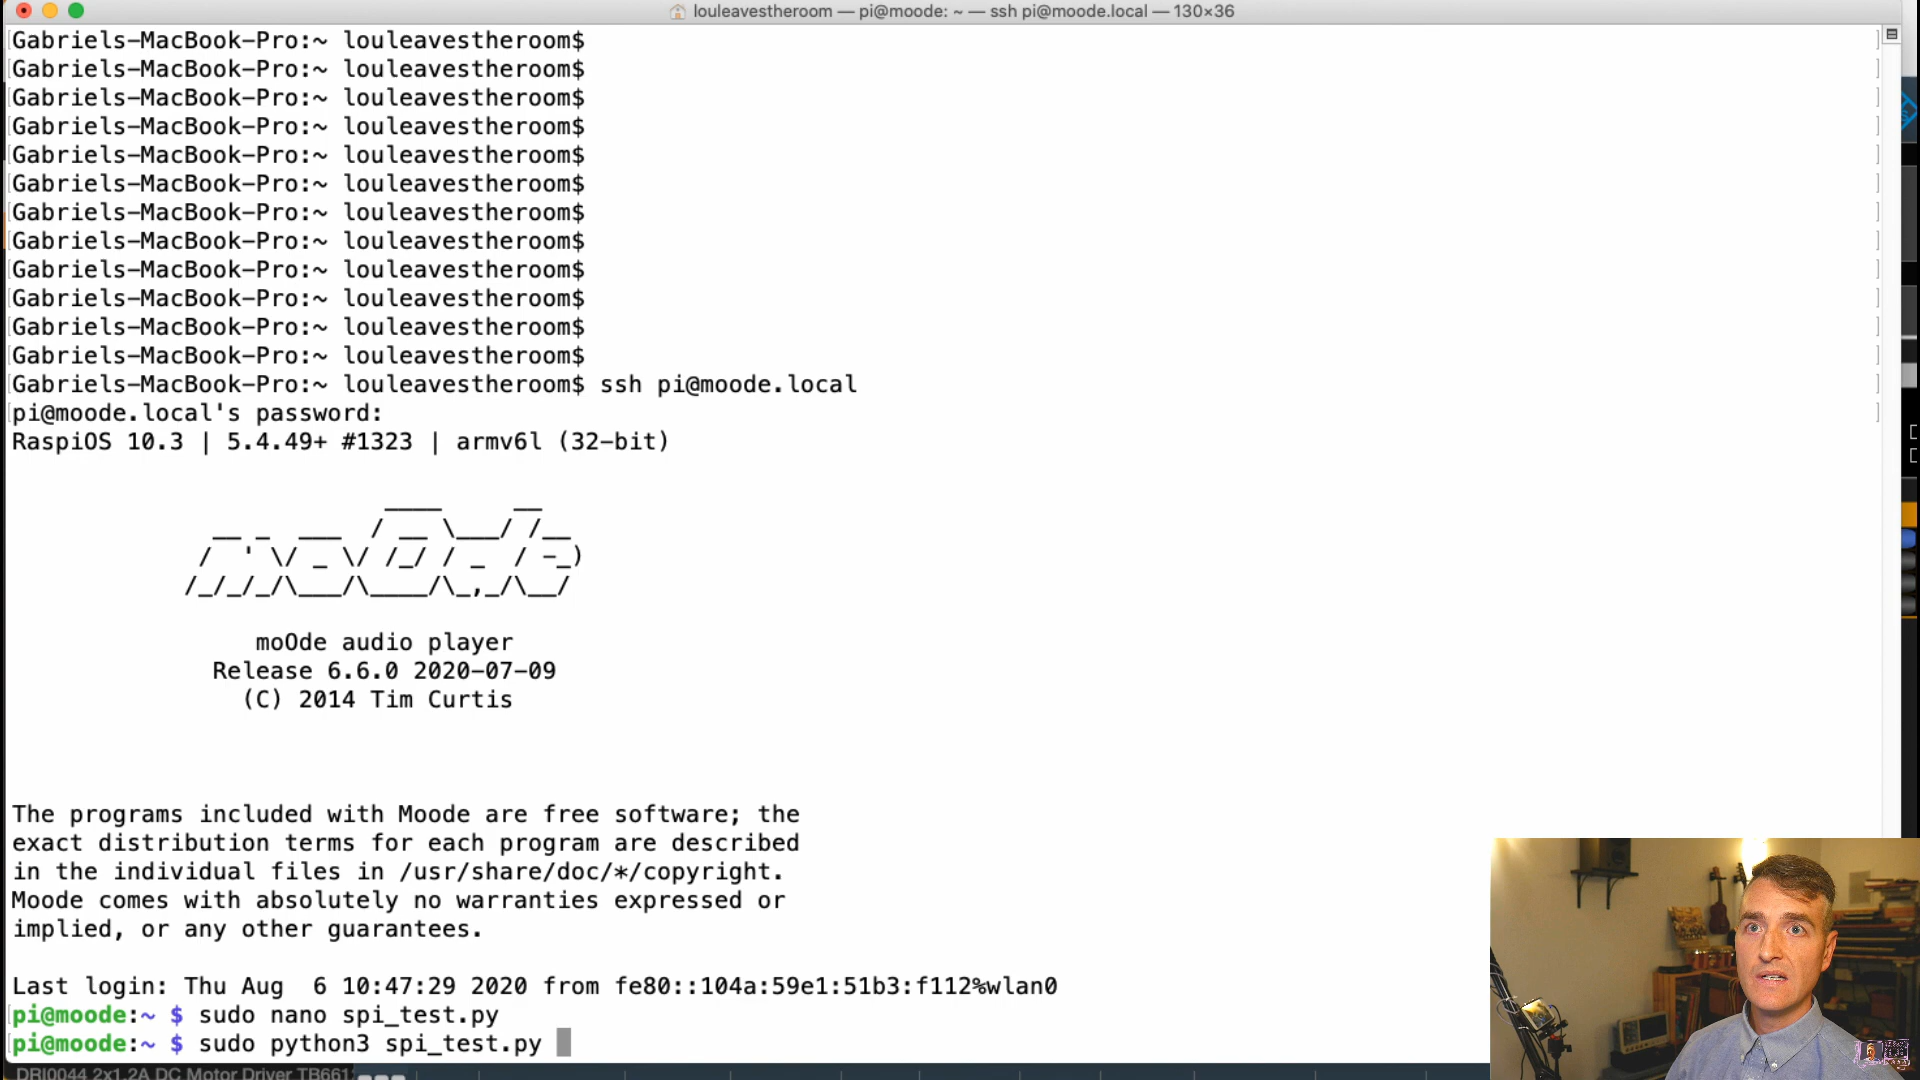 louleavestheroom — pi@moode: ~ — ssh pi@moode.local — 130×36
Gabriels-MacBook-Pro:~ louleavestheroom$
Gabriels-MacBook-Pro:~ louleavestheroom$
Gabriels-MacBook-Pro:~ louleavestheroom$
Gabriels-MacBook-Pro:~ louleavestheroom$
Gabriels-MacBook-Pro:~ louleavestheroom$
Gabriels-MacBook-Pro:~ louleavestheroom$
Gabriels-MacBook-Pro:~ louleavestheroom$
Gabriels-MacBook-Pro:~ louleavestheroom$
Gabriels-MacBook-Pro:~ louleavestheroom$
Gabriels-MacBook-Pro:~ louleavestheroom$
Gabriels-MacBook-Pro:~ louleavestheroom$
Gabriels-MacBook-Pro:~ louleavestheroom$
Gabriels-MacBook-Pro:~ louleavestheroom$ ssh pi@moode.local
pi@moode.local's password:
RaspiOS 10.3 | 5.4.49+ #1323 | armv6l (32-bit)
moOde
moOde audio player
Release 6.6.0 2020-07-09
(C) 2014 Tim Curtis
The programs included with Moode are free software; the
exact distribution terms for each program are described
in the individual files in /usr/share/doc/*/copyright.
Moode comes with absolutely no warranties expressed or
implied, or any other guarantees.
Last login: Thu Aug  6 10:47:29 2020 from fe80::104a:59e1:51b3:f112%wlan0
pi@moode:~ $ sudo nano spi_test.py
pi@moode:~ $ sudo python3 spi_test.py
DRI0044 2x1.2A DC Motor Driver TB661